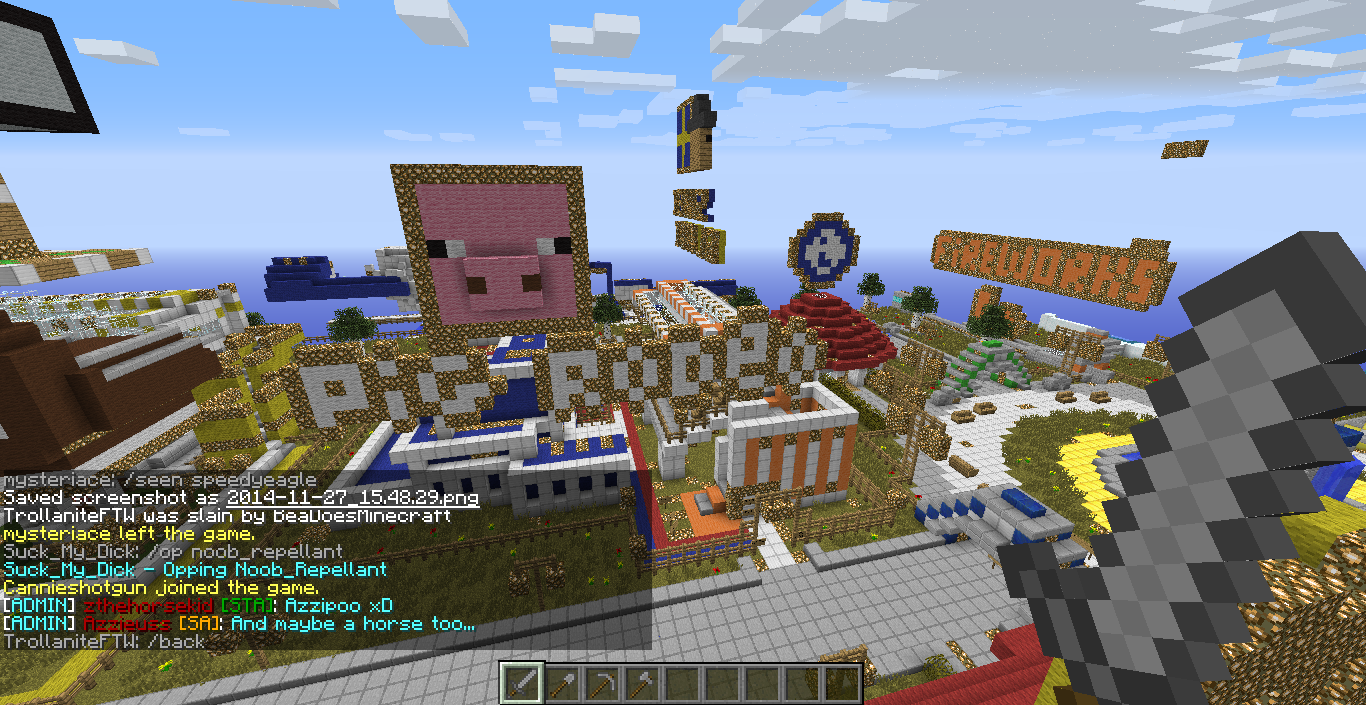 FiREWORKS
PiG RODEO
mysteriace: /seen speedyeagle
Saved screenshot as 2014-11-27_15.48.29.png
TrollaniteFTW was slain by BeaDoesMinecraft
mysteriace left the game.
Suck_My_Dick: /op noob_repellant
Suck_My_Dick - Opping Noob_Repellant
Cannieshotgun joined the game.
[ADMIN] zthehorsekid [STA]: Azzipoo xD
[ADMIN] Azzieuss [SA]: And maybe a horse too...
TrollaniteFTW: /back